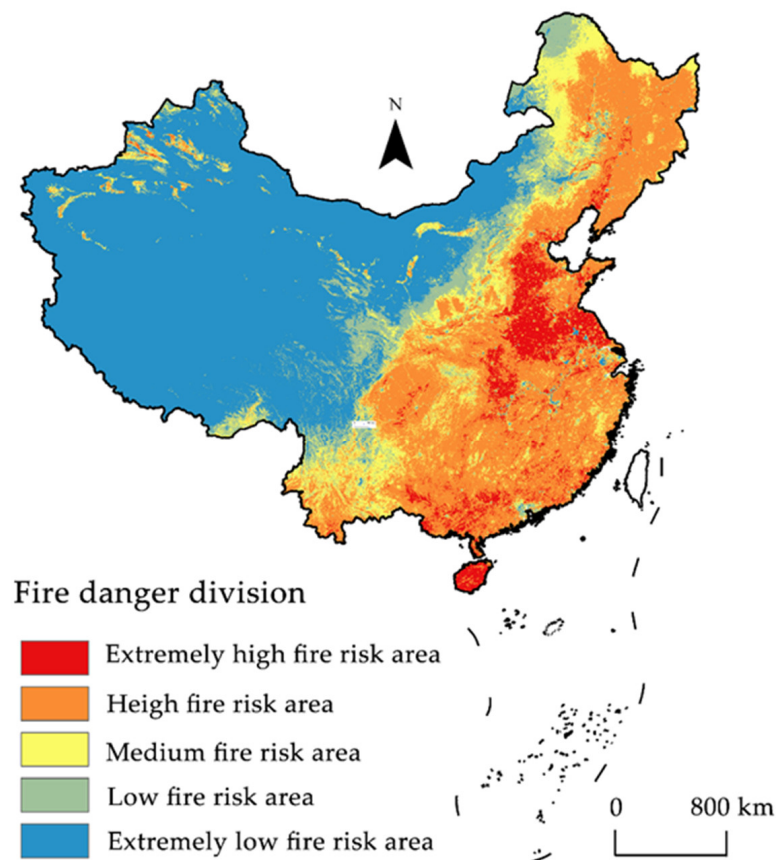 N
Fire danger division
Extremely high fire risk area
Heigh fire risk area
Medium fire risk area
Low fire risk area
Extremely low fire risk area
0 800 km